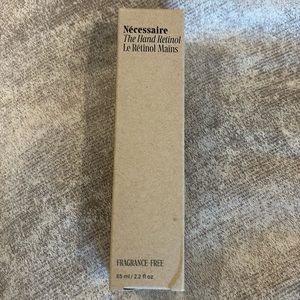 Nécessaire
The Hand Retinol
Le Rétinol Mains
FRAGRANCE-FREE
65 ml / 2.2 fl oz